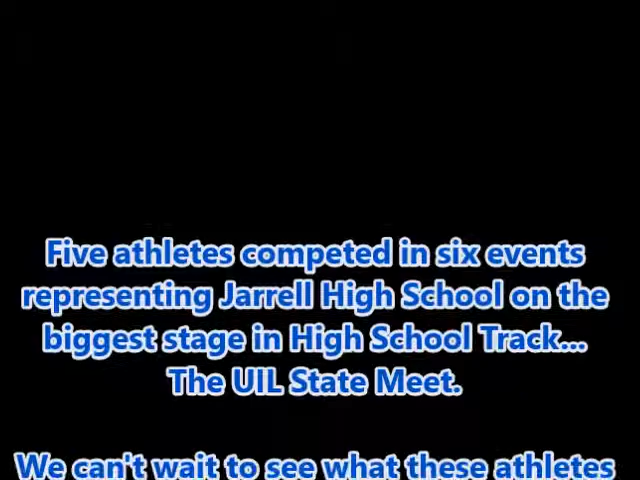 Five athletes competed in six events
representing Jarrell High School on the
biggest stage in High School Track...
The UIL State Meet.
We can't wait to see what these athletes